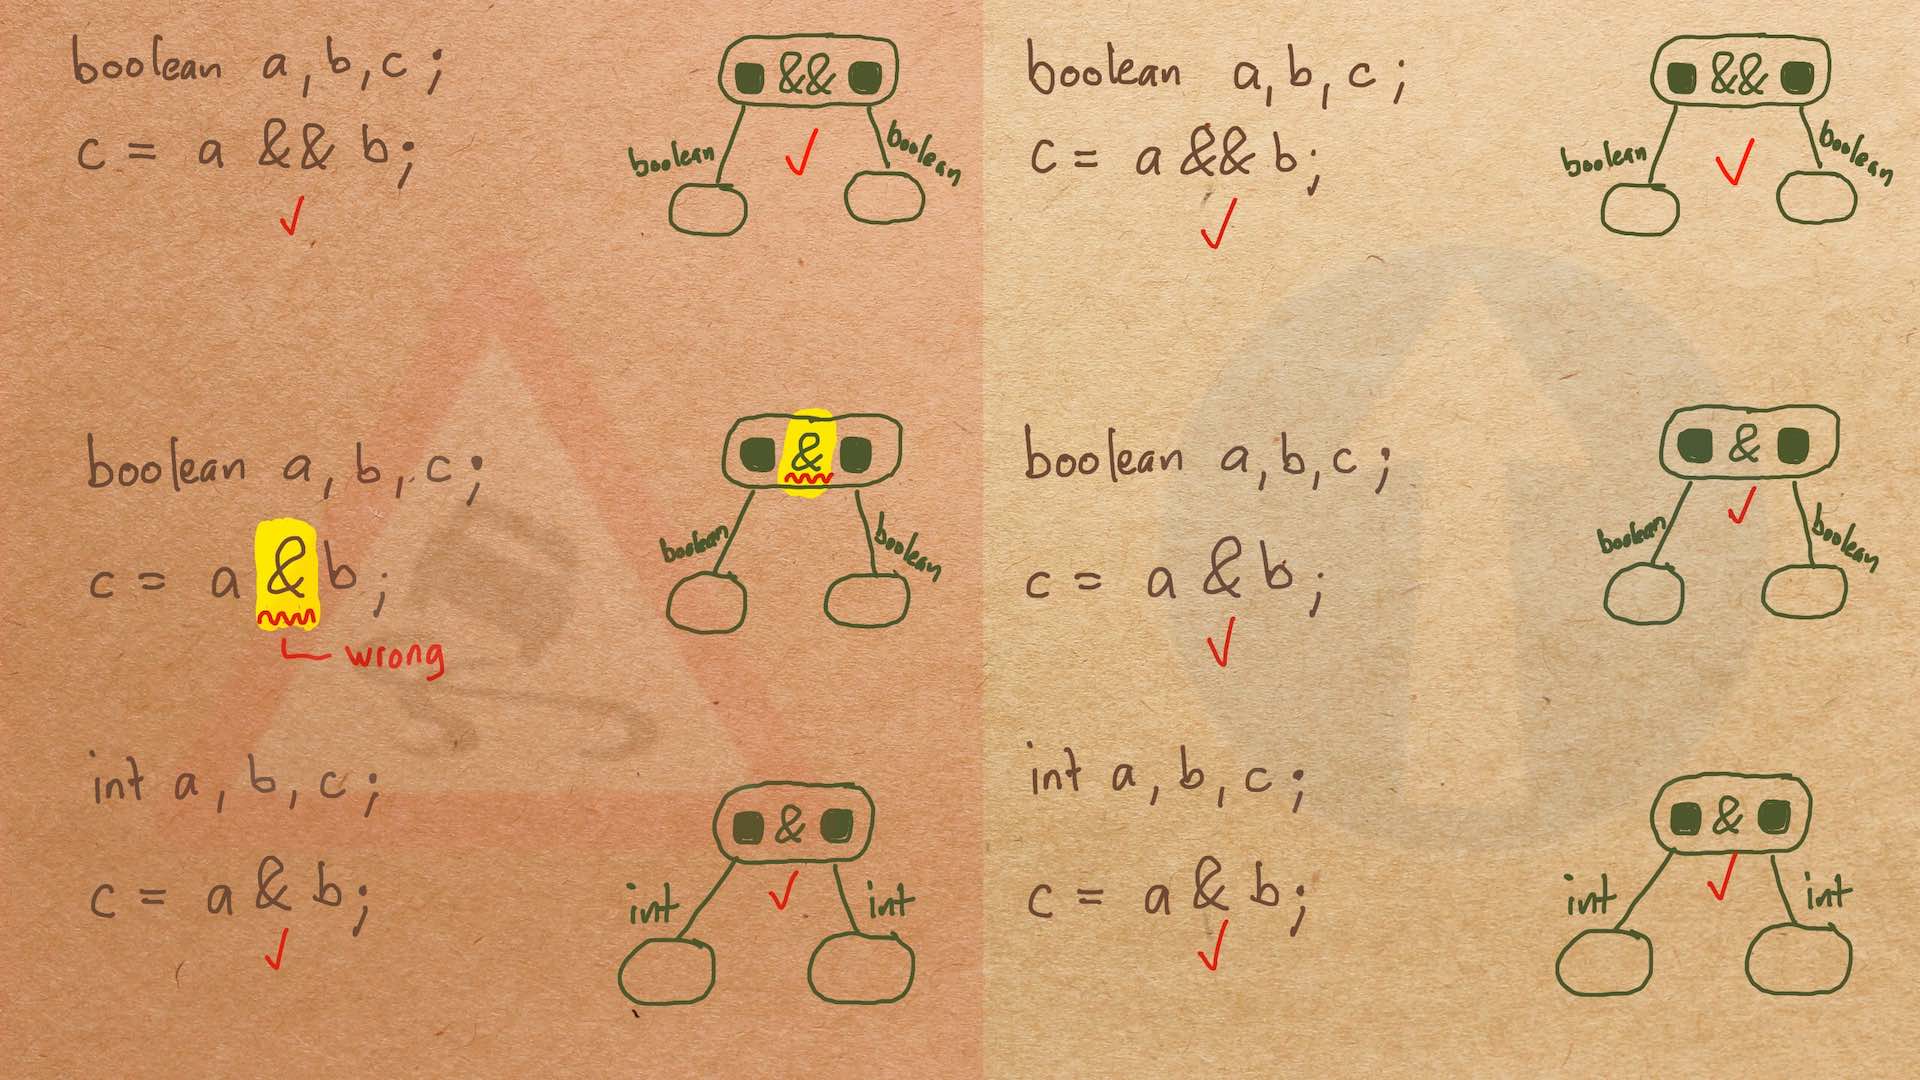 boolean a, b, c;
c = a && b;
&&
boolean
boolean
boolean a, b, c;
c = a & b;
wrong
&
boolean
boolean
int a, b, c;
c = a & b;
&
int
int
boolean a, b, c;
c = a && b;
&&
boolean
boolean
boolean a, b, c;
c = a & b;
&
boolean
boolean
int a, b, c;
c = a & b;
&
int
int